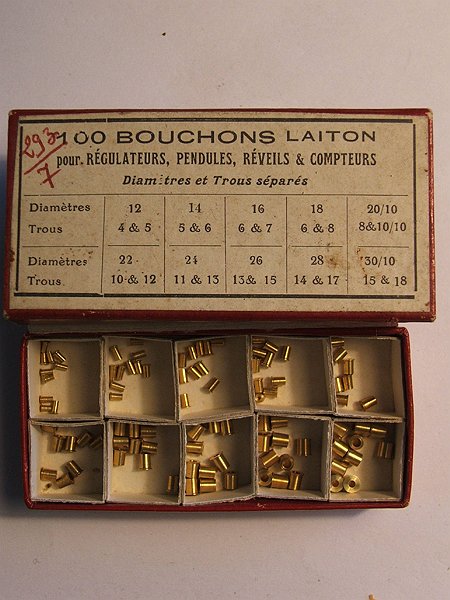 293
7
100 BOUCHONS LAITON
pour RÉGULATEURS, PENDULES, RÉVEILS & COMPTEURS
Diamètres et Trous séparés
Diamètres 12 14 16 18 20/10
Trous 4 & 5 5 & 6 6 & 7 6 & 8 8&10/10
Diamètres 22 24 26 28 30/10
Trous 10 & 12 11 & 13 13& 15 14 & 17 15 & 18